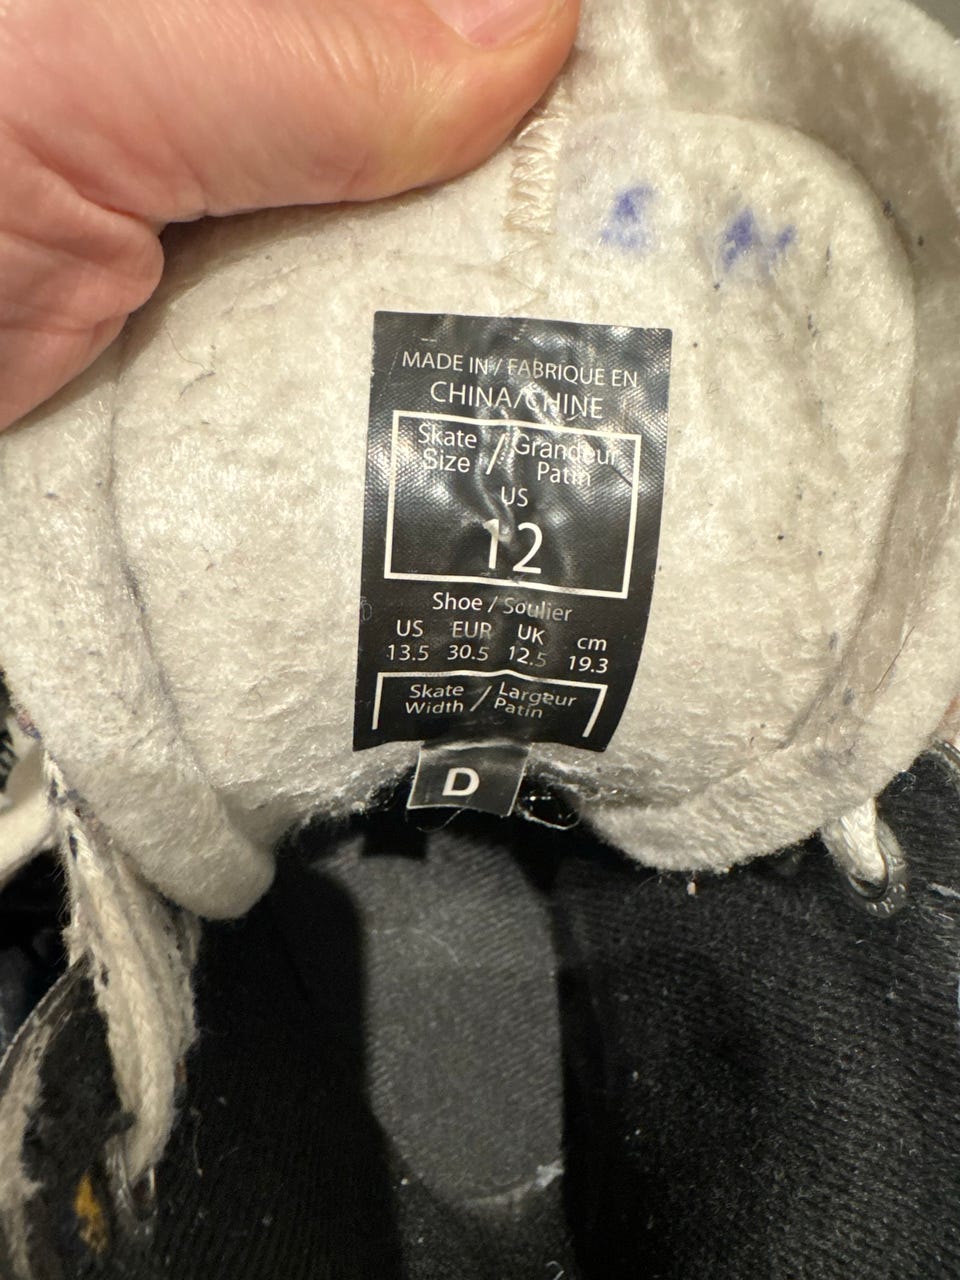 MADE IN / FABRIQUE EN
CHINA/CHINE
Skate Size / Grandeur Patin
US
12
Shoe / Soulier
US EUR UK cm
13.5 30.5 12.5 19.3
Skate Width / Largeur Patin
D